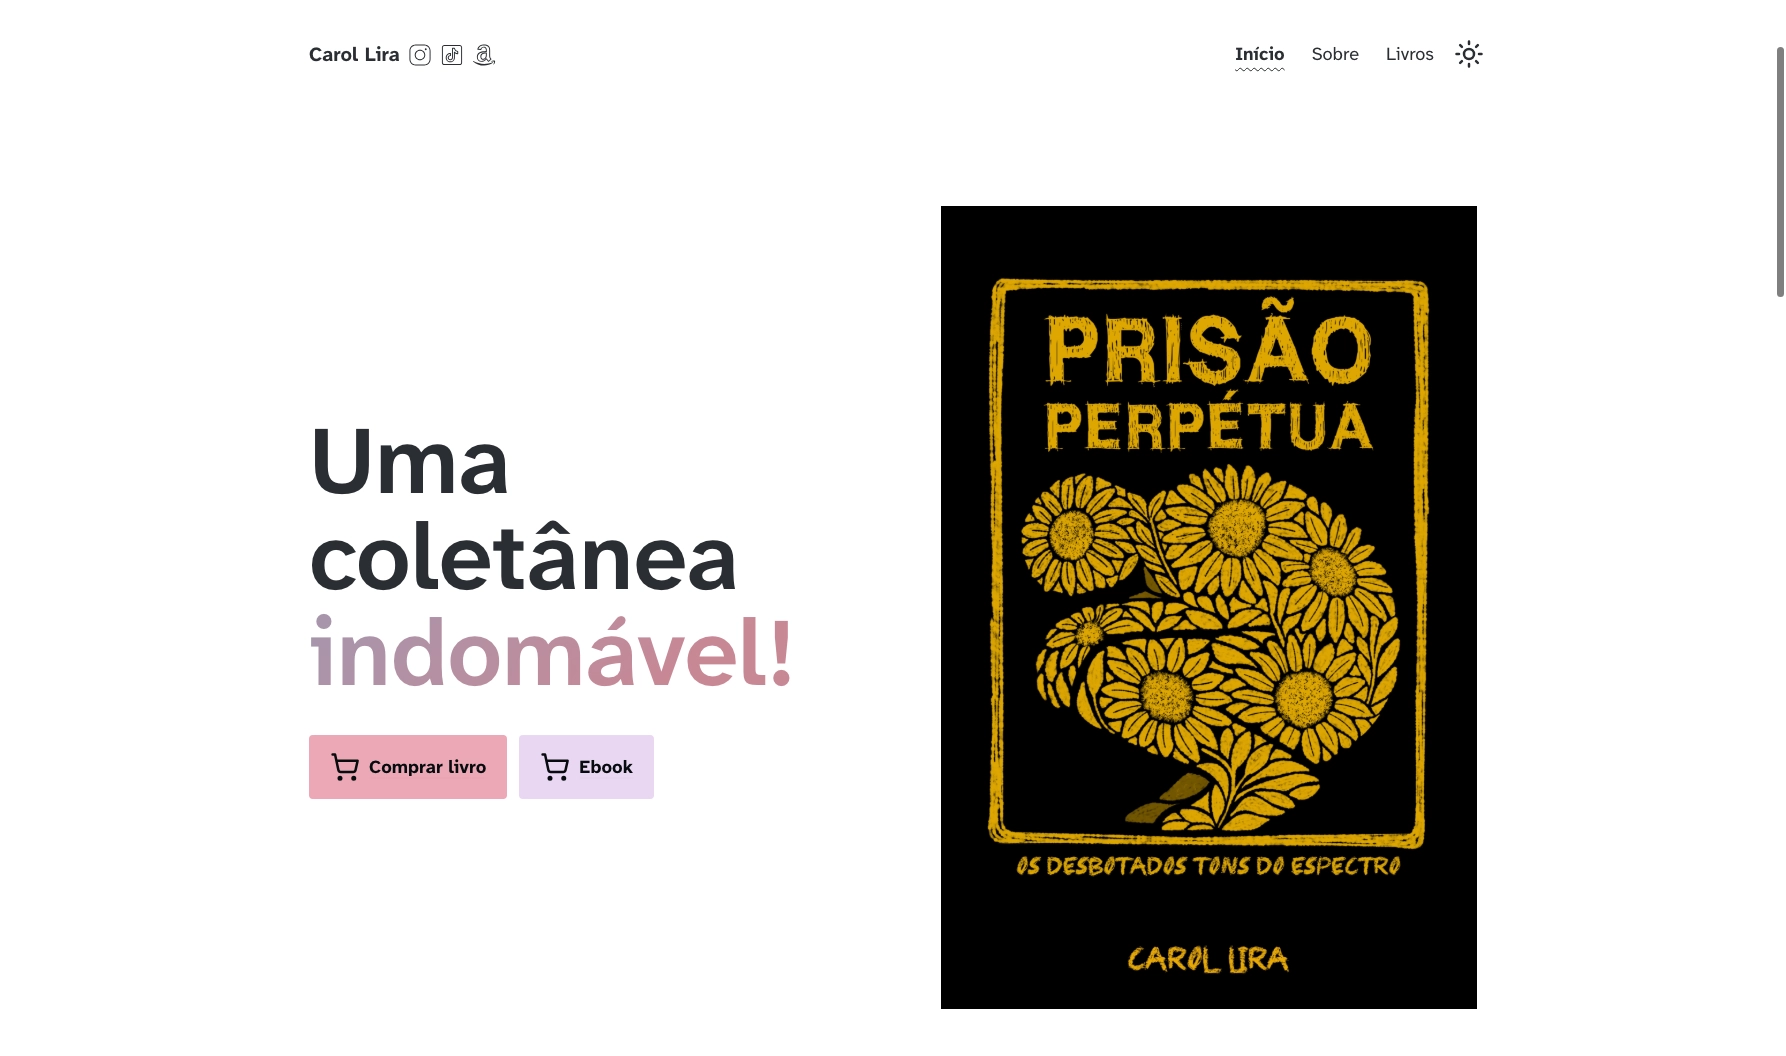 Carol Lira
Início Sobre Livros
Uma
coletânea
indomável!
Comprar livro
Ebook
PRISÃO
PERPÉTUA
OS DESBOTADOS TONS DO ESPECTRO
CAROL LIRA